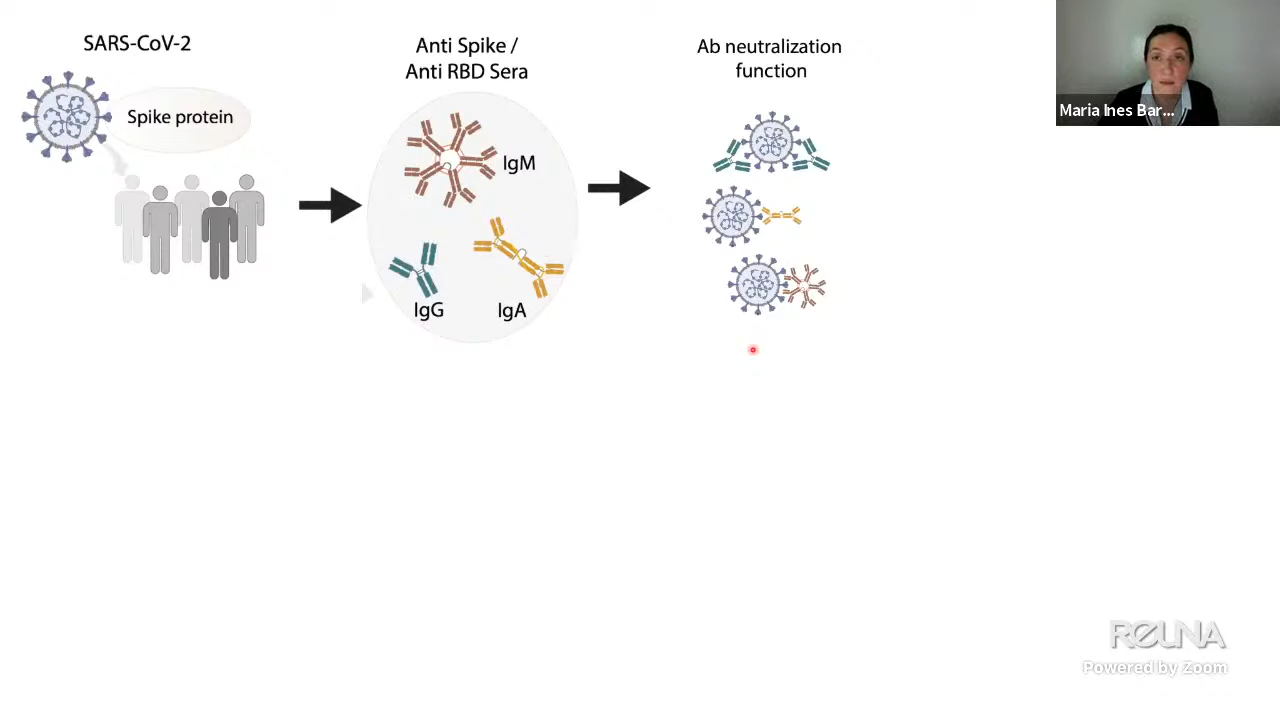 SARS-CoV-2
Spike protein
Anti Spike /
Anti RBD Sera
IgM
IgG
IgA
Ab neutralization
function
Maria Ines Bar...
REUNA
Powered by Zoom